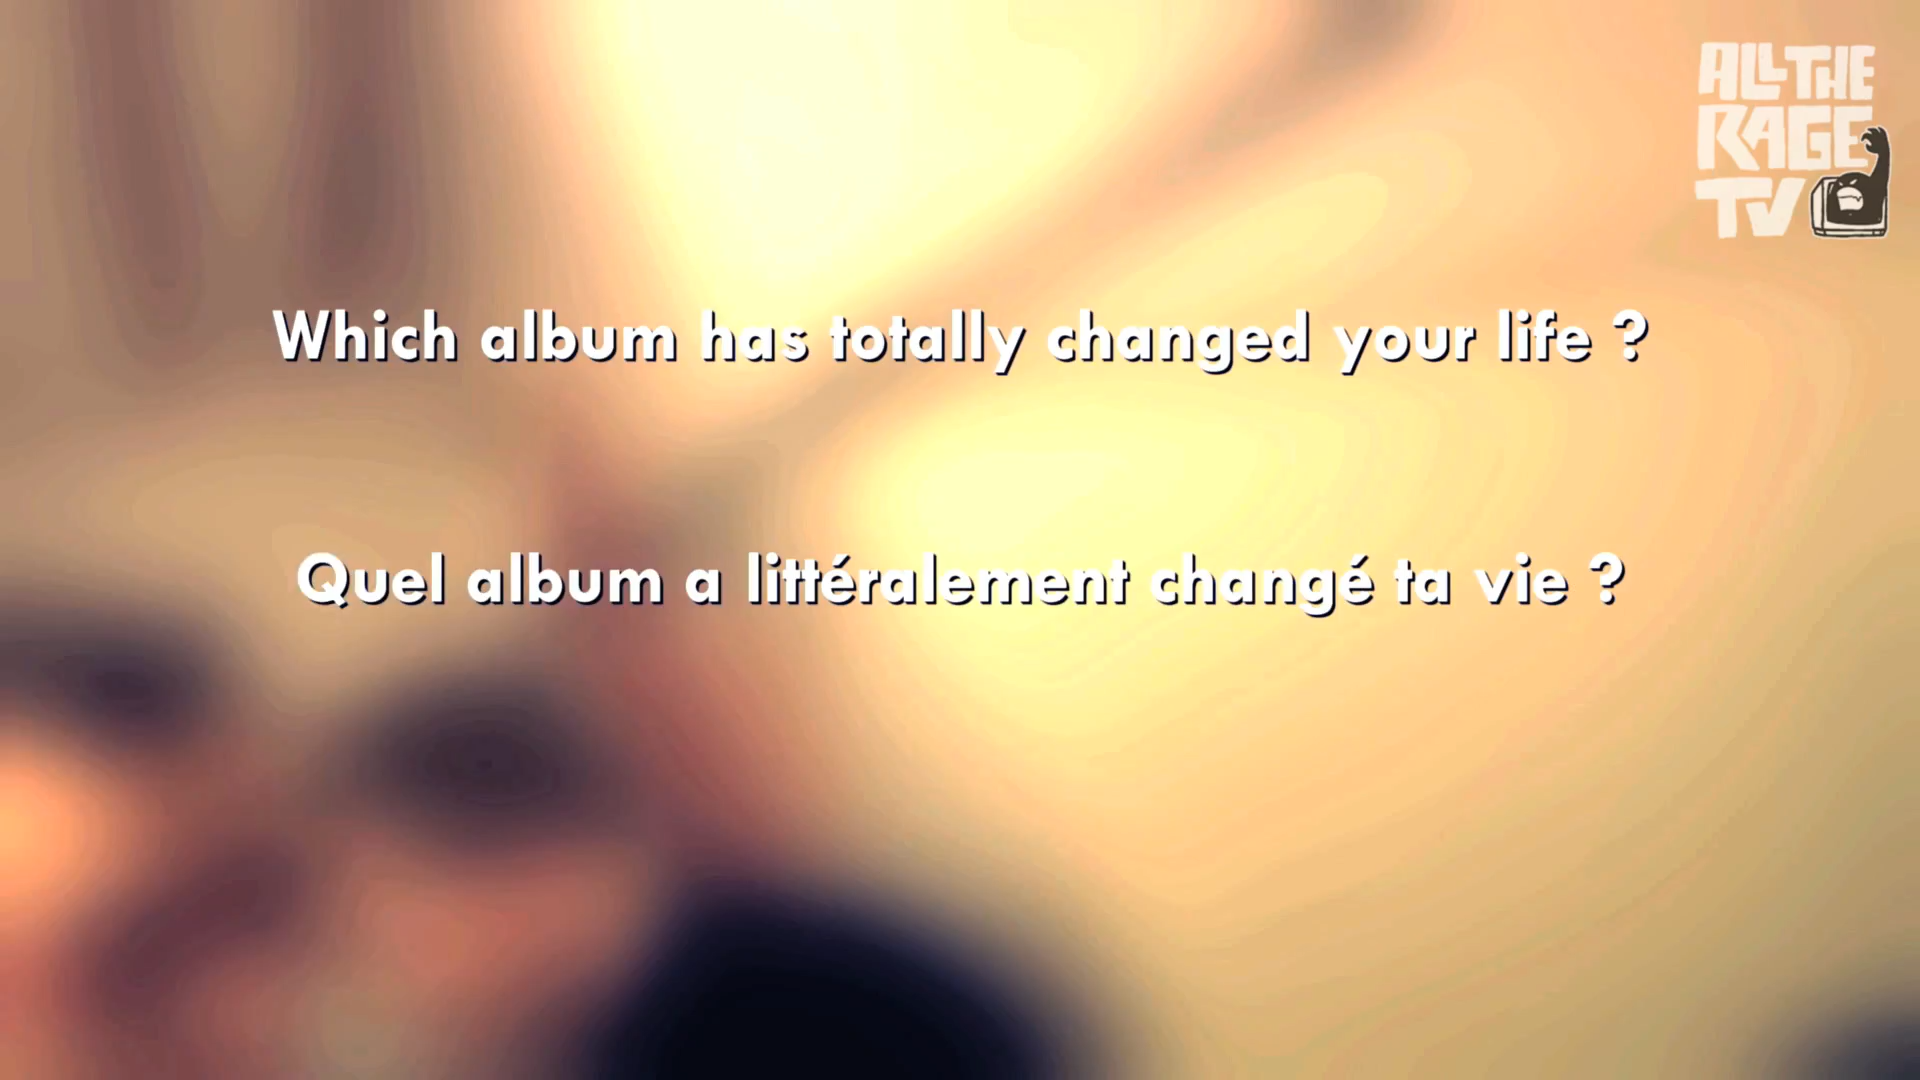 ALL THE
RAGE
TV
Which album has totally changed your life ?
Quel album a littéralement changé ta vie ?